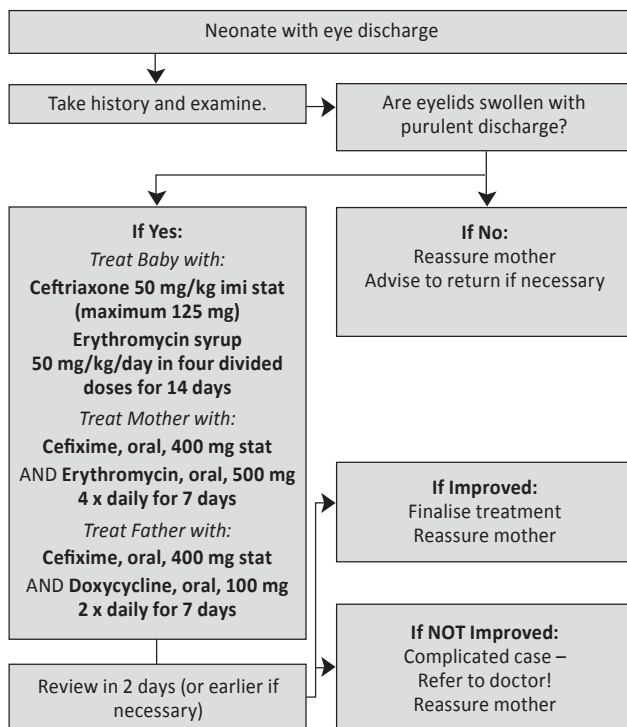 Neonate with eye discharge
Take history and examine.
Are eyelids swollen with
purulent discharge?
If Yes:
Treat Baby with:
Ceftriaxone 50 mg/kg imi stat
(maximum 125 mg)
Erythromycin syrup
50 mg/kg/day in four divided
doses for 14 days
Treat Mother with:
Cefixime, oral, 400 mg stat
AND Erythromycin, oral, 500 mg
4 x daily for 7 days
Treat Father with:
Cefixime, oral, 400 mg stat
AND Doxycycline, oral, 100 mg
2 x daily for 7 days
If No:
Reassure mother
Advise to return if necessary
Review in 2 days (or earlier if
necessary)
If Improved:
Finalise treatment
Reassure mother
If NOT Improved:
Complicated case –
Refer to doctor!
Reassure mother